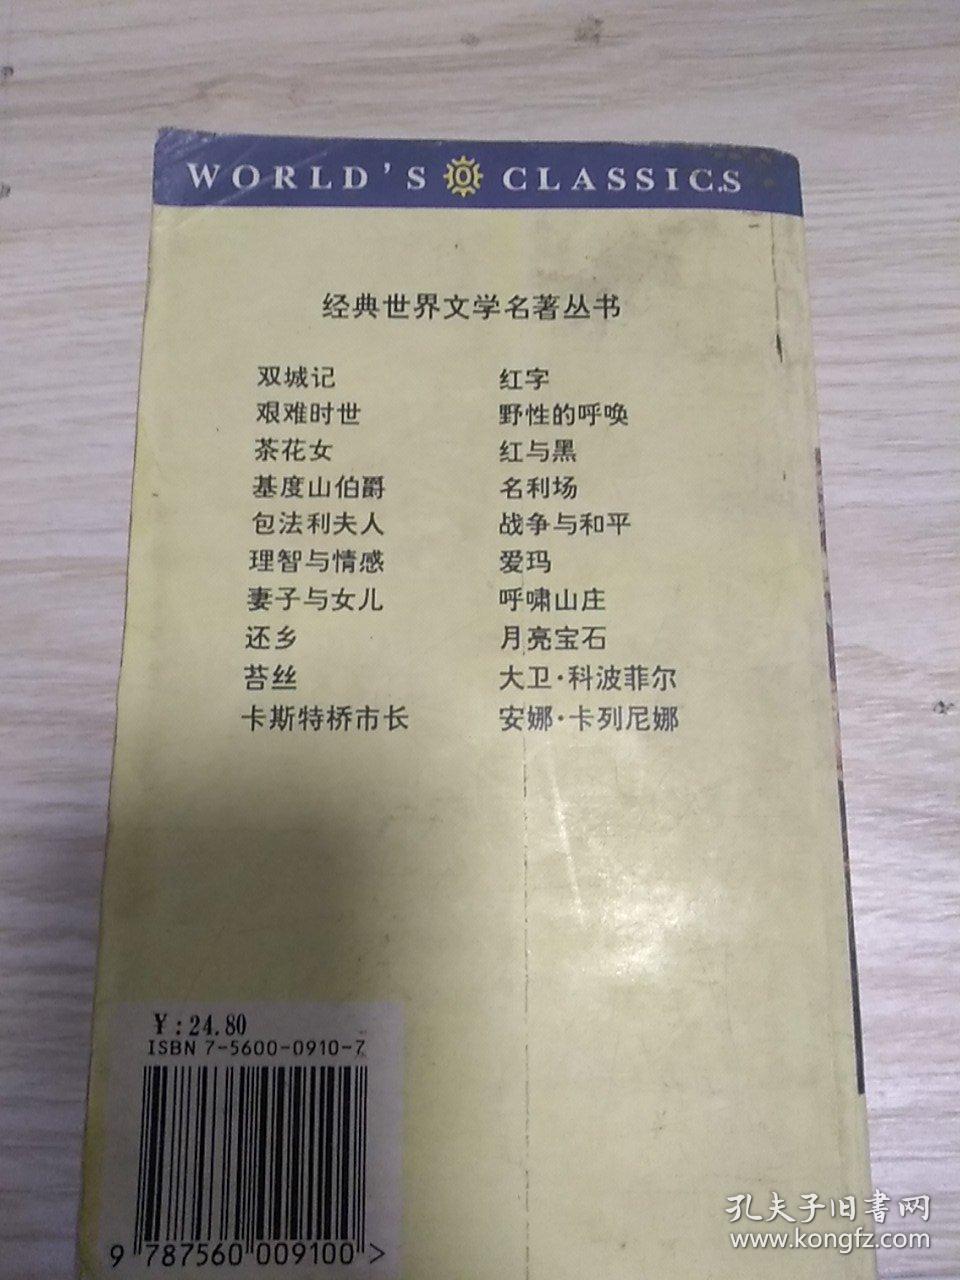 WORLD'S CLASSICS
经典世界文学名著丛书
双城记 红字
艰难时世 野性的呼唤
茶花女 红与黑
基度山伯爵 名利场
包法利夫人 战争与和平
理智与情感 爱玛
妻子与女儿 呼啸山庄
还乡 月亮宝石
苔丝 大卫·科波菲尔
卡斯特桥市长 安娜·卡列尼娜
¥:24.80
ISBN 7-5600-0910-7
9 787560 009100 >
孔夫子旧书网
www.kongfz.com